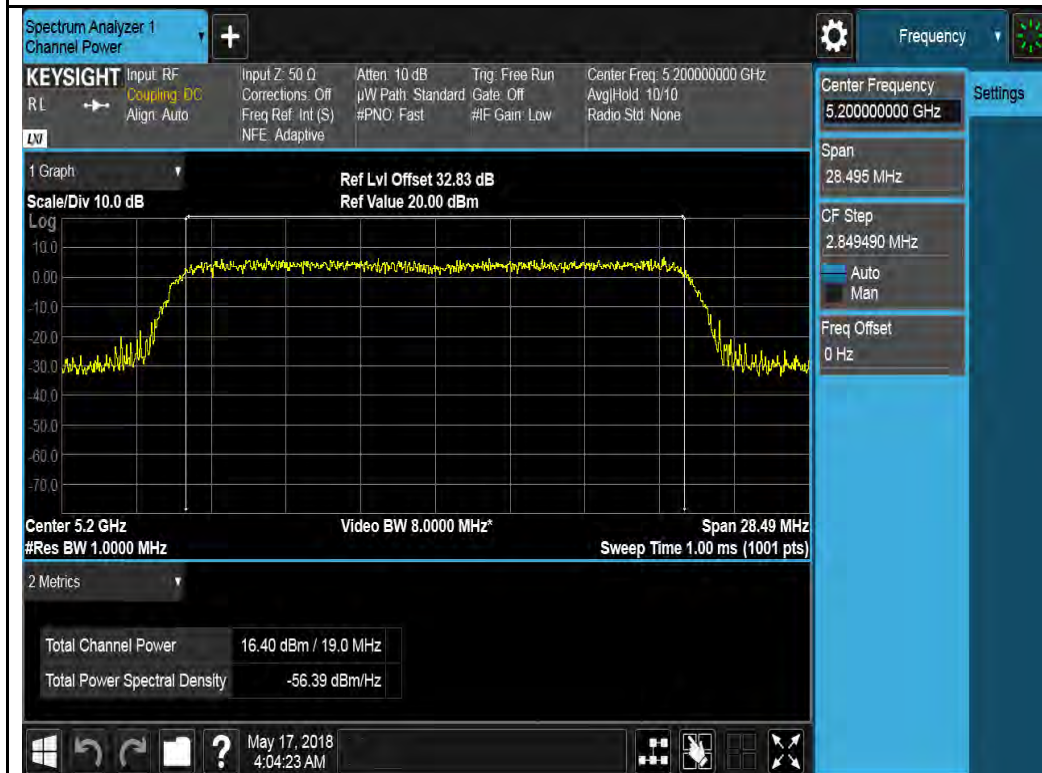 Spectrum Analyzer 1
Channel Power
+
Frequency
KEYSIGHT
Input: RF
Coupling: DC
Align: Auto
RL
LXI
Input Z: 50 Ω
Corrections: Off
Freq Ref: Int (S)
NFE: Adaptive
Atten: 10 dB
µW Path: Standard
#PNO: Fast
Trig: Free Run
Gate: Off
#IF Gain: Low
Center Freq: 5.200000000 GHz
Avg|Hold: 10/10
Radio Std: None
Center Frequency
5.200000000 GHz
Settings
Span
28.495 MHz
CF Step
2.849490 MHz
Auto
Man
Freq Offset
0 Hz
1 Graph
Scale/Div 10.0 dB
Ref Lvl Offset 32.83 dB
Ref Value 20.00 dBm
Log
10.0
0.00
-10.0
-20.0
-30.0
-40.0
-50.0
-60.0
-70.0
Center 5.2 GHz
#Res BW 1.0000 MHz
Video BW 8.0000 MHz*
Span 28.49 MHz
Sweep Time 1.00 ms (1001 pts)
2 Metrics
Total Channel Power 16.40 dBm / 19.0 MHz
Total Power Spectral Density -56.39 dBm/Hz
?
May 17, 2018
4:04:23 AM